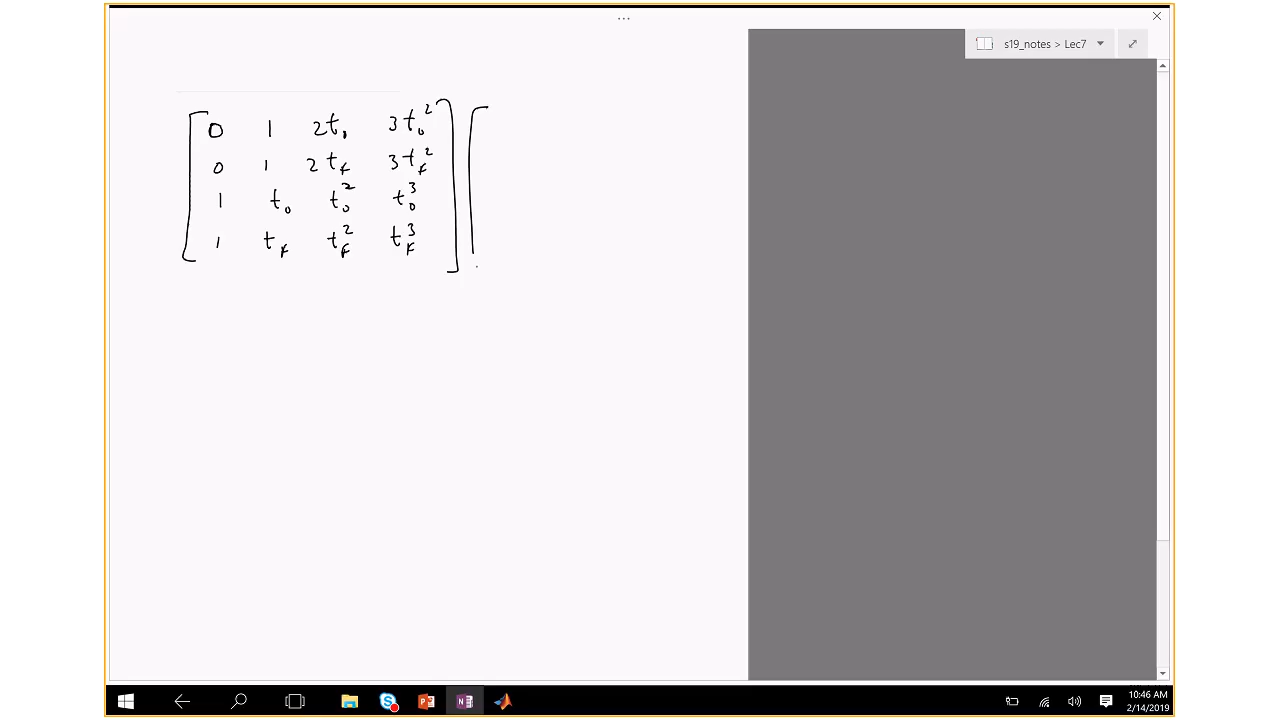 ...
s19_notes > Lec7
[ 0 1 2t₀ 3t₀² ] [
0 1 2t_F 3t_F²
1 t₀ t₀² t₀³
1 t_F t_F² t_F³
10:46 AM
2/14/2019